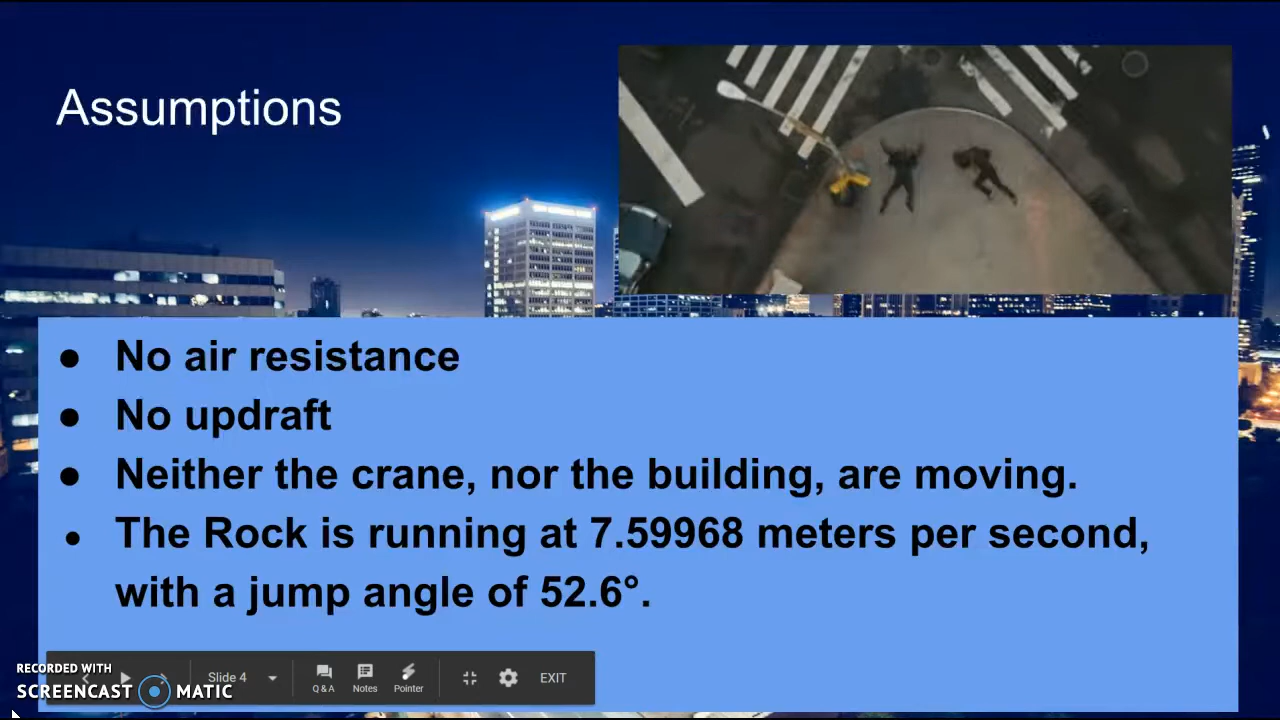 Assumptions
● No air resistance
● No updraft
● Neither the crane, nor the building, are moving.
● The Rock is running at 7.59968 meters per second,
with a jump angle of 52.6°.
Slide 4
Q & A
Notes
Pointer
EXIT
RECORDED WITH
SCREENCAST MATIC